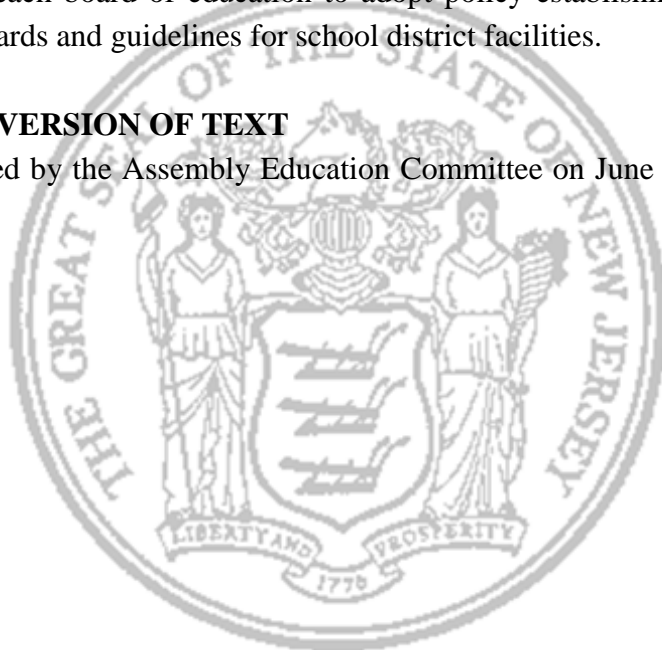 each board of education to adopt policy establishin
ards and guidelines for school district facilities.
VERSION OF TEXT
ed by the Assembly Education Committee on June
THE GREAT SEAL OF THE STATE OF NEW JERSEY
LIBERTY AND PROSPERITY
1776